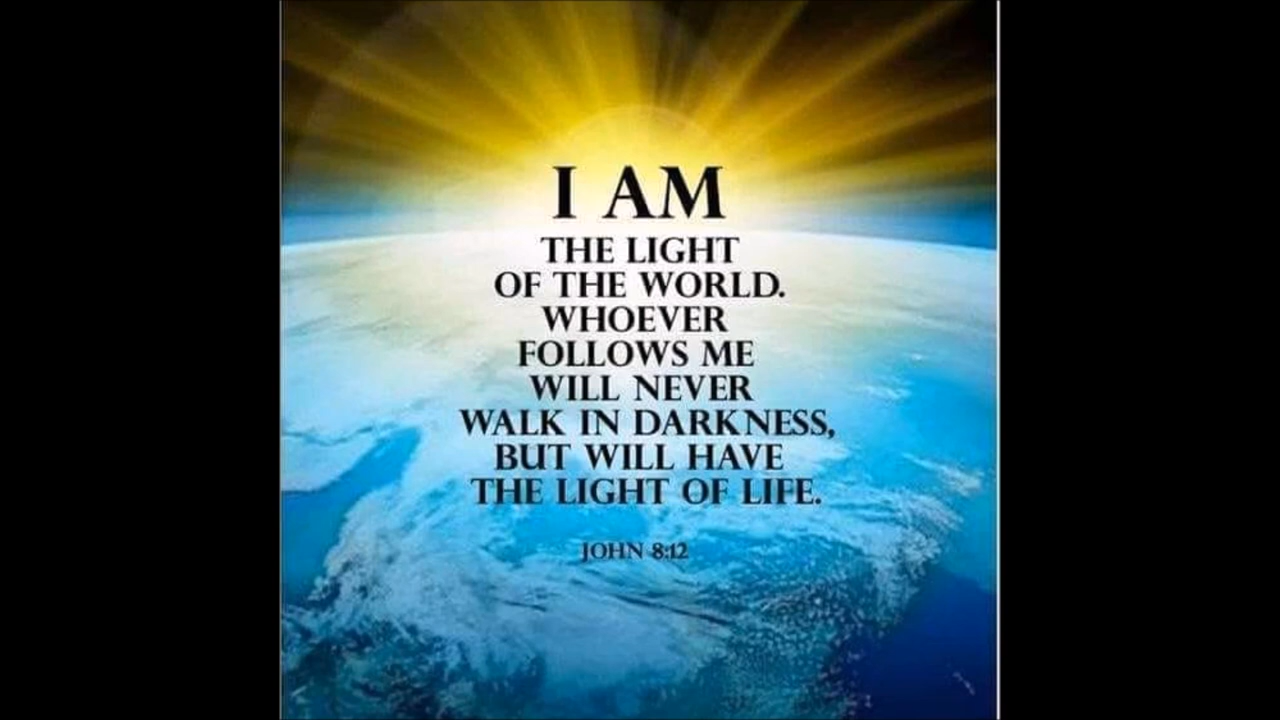 I AM
THE LIGHT
OF THE WORLD.
WHOEVER
FOLLOWS ME
WILL NEVER
WALK IN DARKNESS,
BUT WILL HAVE
THE LIGHT OF LIFE.
JOHN 8:12